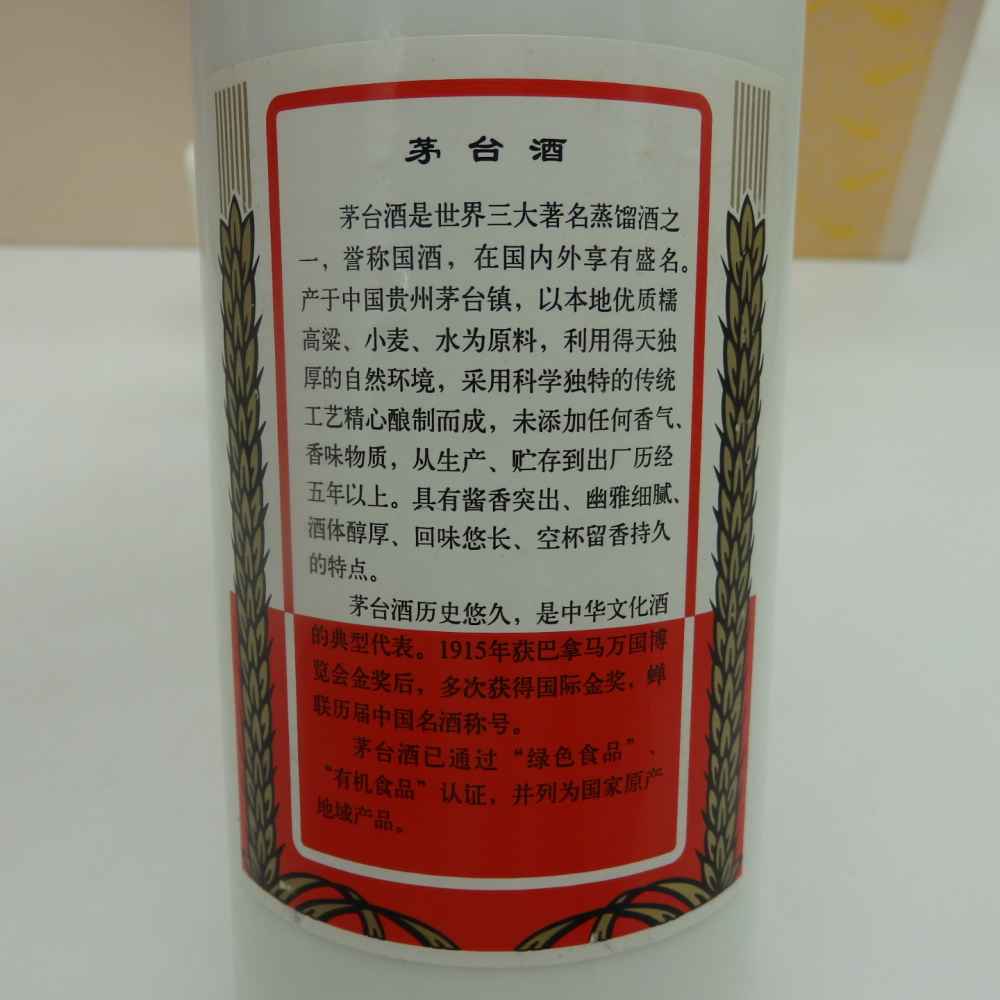 茅台酒
茅台酒是世界三大著名蒸馏酒之
一，誉称国酒，在国内外享有盛名。
产于中国贵州茅台镇，以本地优质糯
高粱、小麦、水为原料，利用得天独
厚的自然环境，采用科学独特的传统
工艺精心酿制而成，未添加任何香气、
香味物质，从生产、贮存到出厂历经
五年以上。具有酱香突出、幽雅细腻、
酒体醇厚、回味悠长、空杯留香持久
的特点。
茅台酒历史悠久，是中华文化酒
的典型代表。1915年获巴拿马万国博
览会金奖后，多次获得国际金奖，蝉
联历届中国名酒称号。
茅台酒已通过“绿色食品”、
“有机食品”认证，并列为国家原产
地域产品。